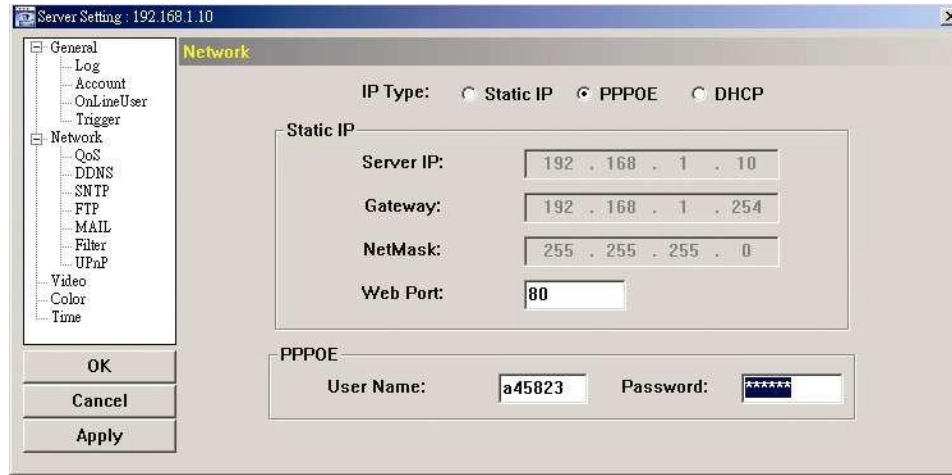 Server Setting : 192.168.1.10
General
Log
Account
OnLineUser
Trigger
Network
QoS
DDNS
SNTP
FTP
MAIL
Filter
UPnP
Video
Color
Time
OK
Cancel
Apply
Network
IP Type: Static IP PPPOE DHCP
Static IP
Server IP: 192 . 168 . 1 . 10
Gateway: 192 . 168 . 1 . 254
NetMask: 255 . 255 . 255 . 0
Web Port: 80
PPPOE
User Name: a45823 Password: ******